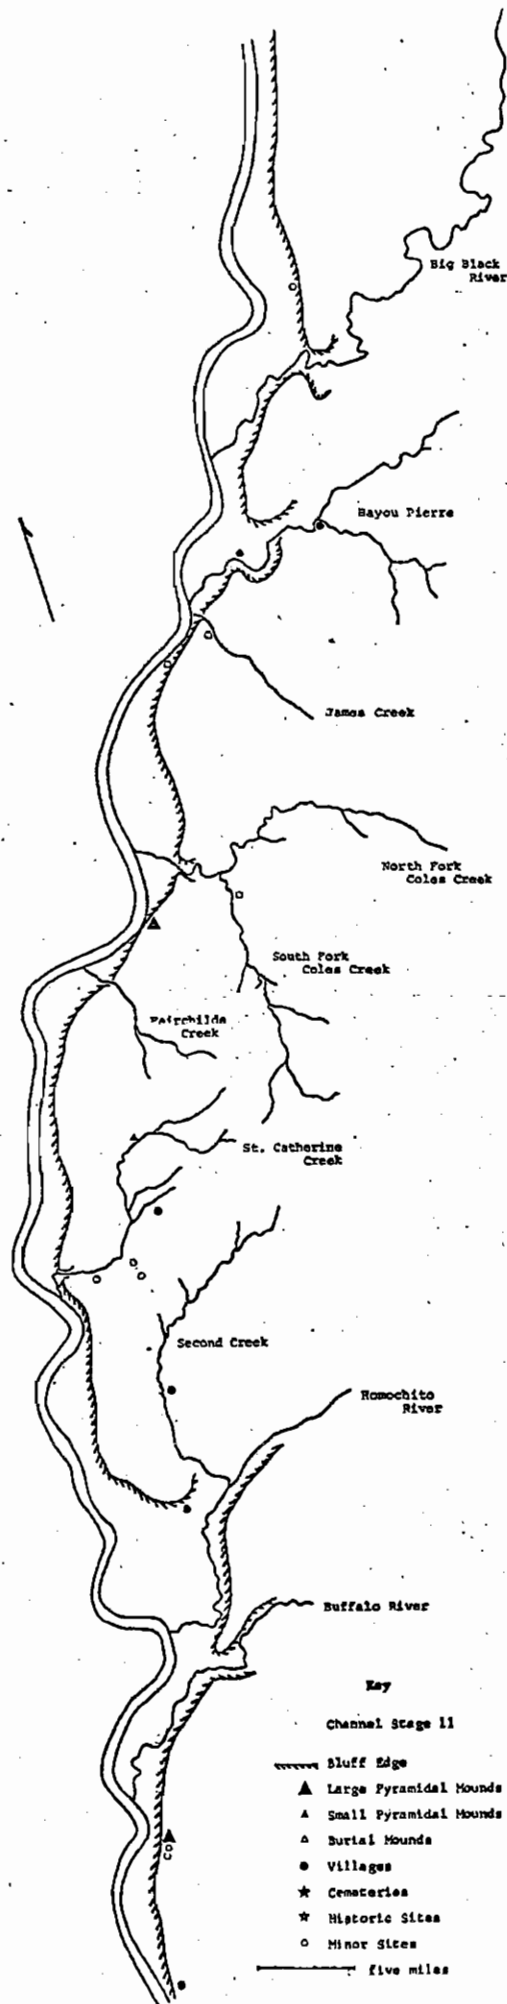 Big Black
River
Bayou Pierre
James Creek
North Fork
Coles Creek
South Fork
Coles Creek
Fairchilds
Creek
St. Catherine
Creek
Second Creek
Homochito
River
Buffalo River
Key
Channel Stage 11
Bluff Edge
Large Pyramidal Mounds
Small Pyramidal Mounds
Burial Mounds
Villages
Cemeteries
Historic Sites
Minor Sites
five miles